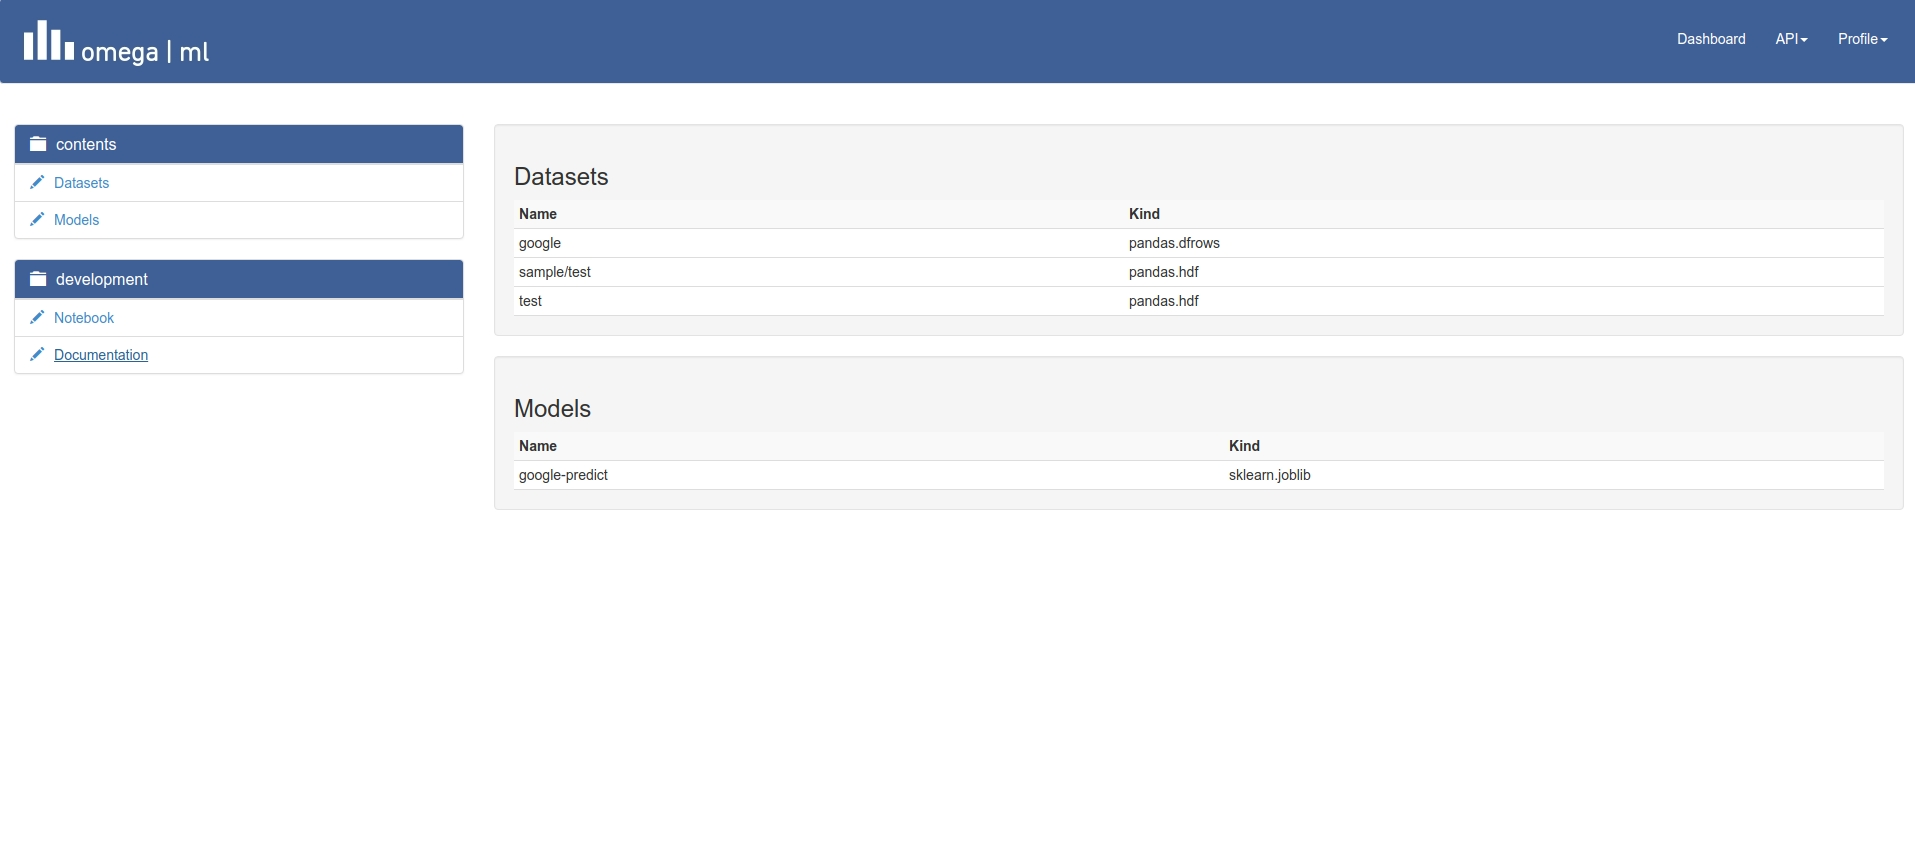 omega | ml
Dashboard API Profile
contents
Datasets
Models
development
Notebook
Documentation
Datasets
Name Kind
google pandas.dfrows
sample/test pandas.hdf
test pandas.hdf
Models
Name Kind
google-predict sklearn.joblib